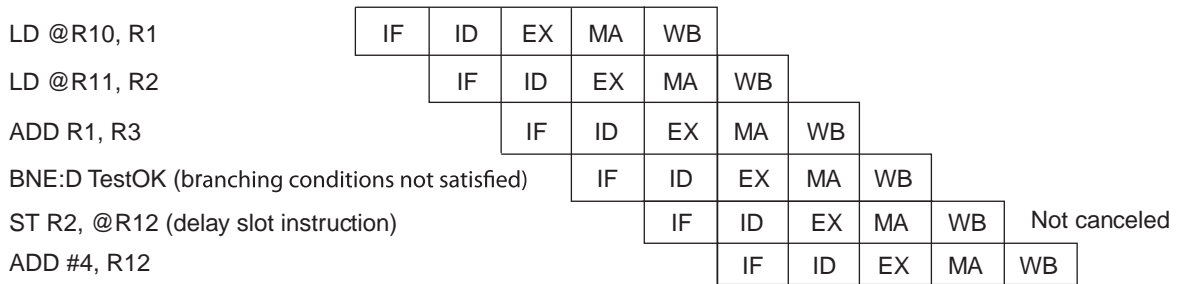 LD @R10, R1 IF ID EX MA WB
LD @R11, R2 IF ID EX MA WB
ADD R1, R3 IF ID EX MA WB
BNE:D TestOK (branching conditions not satisfied) IF ID EX MA WB
ST R2, @R12 (delay slot instruction) IF ID EX MA WB Not canceled
ADD #4, R12 IF ID EX MA WB